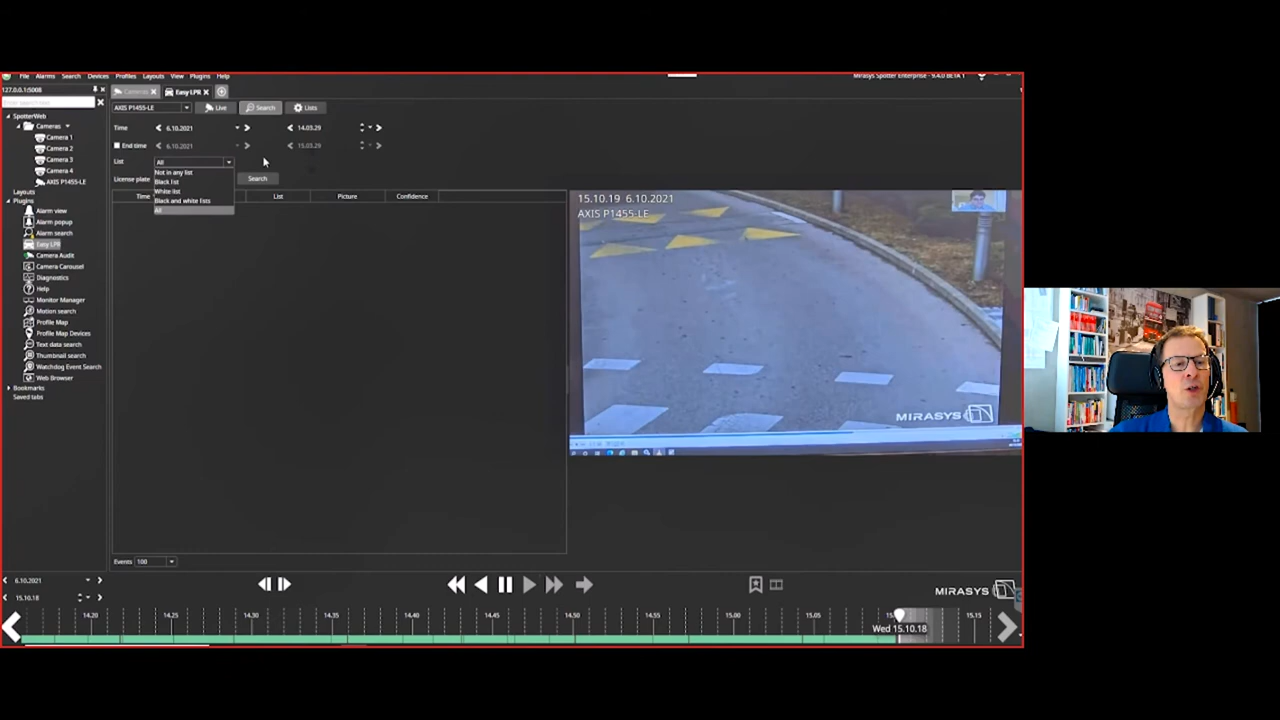 File Alarms Search Devices Profiles Layouts View Plugins Help
Mirasys Spotter Enterprise - 9.4.0 BETA 1
127.0.0.1:5008
Cameras
Easy LPR
AXIS P1455-LE
Live
Search
Lists
SpotterWeb
Cameras
Camera 1
Camera 2
Camera 3
Camera 4
AXIS P1455-LE
Layouts
Plugins
Alarm view
Alarm popup
Alarm search
Easy LPR
Camera Audit
Camera Carousel
Diagnostics
Help
Monitor Manager
Motion search
Profile Map
Profile Map Devices
Text data search
Thumbnail search
Watchdog Event Search
Web Browser
Bookmarks
Saved tabs
Time 6.10.2021 14.03.29
End time 6.10.2021 15.03.29
List All
Not in any list
Black list
White list
Black and white lists
All
License plate
Search
Time List Picture Confidence
15.10.19 6.10.2021
AXIS P1455-LE
MIRASYS
Events 100
6.10.2021
15.10.18
MIRASYS
14.20 14.25 14.30 14.35 14.40 14.45 14.50 14.55 15.00 15.05 15.15
Wed 15.10.18